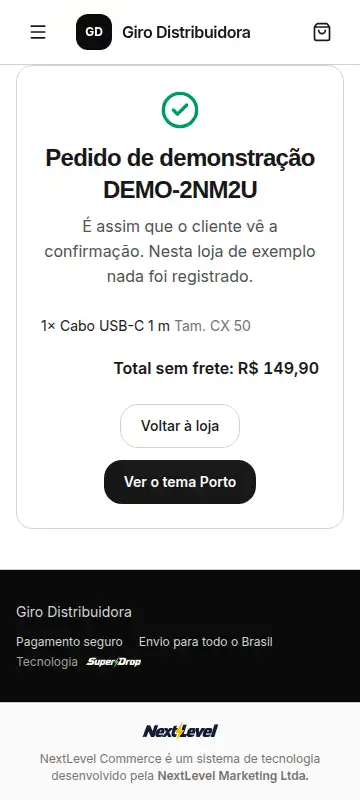 GD Giro Distribuidora
Pedido de demonstração
DEMO-2NM2U
É assim que o cliente vê a
confirmação. Nesta loja de exemplo
nada foi registrado.
1× Cabo USB-C 1 m Tam. CX 50
Total sem frete: R$ 149,90
Voltar à loja
Ver o tema Porto
Giro Distribuidora
Pagamento seguro Envio para todo o Brasil
Tecnologia Super/Drop
NextLevel
NextLevel Commerce é um sistema de tecnologia
desenvolvido pela NextLevel Marketing Ltda.